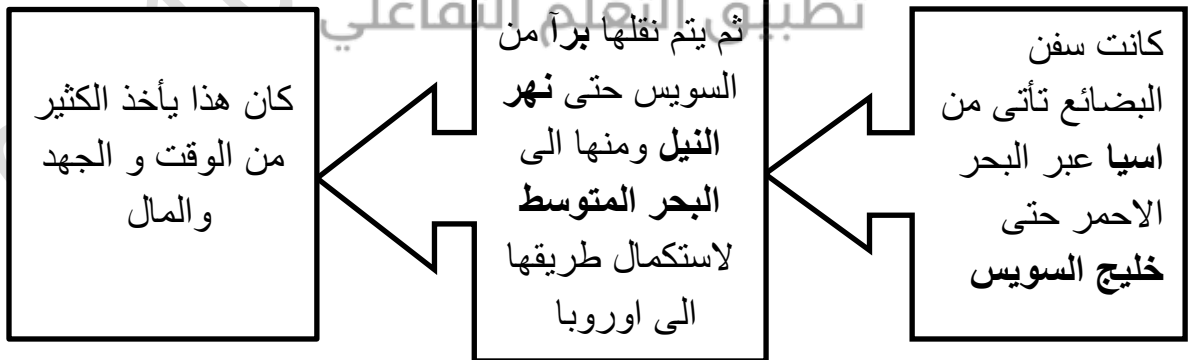 تطبيق التعلم التفاعلي
كانت سفن
البضائع تأتى من
اسيا عبر البحر
الاحمر حتى
خليج السويس
ثم يتم نقلها برآ من
السويس حتى نهر
النيل ومنها الى
البحر المتوسط
لاستكمال طريقها
الى اوروبا
كان هذا يأخذ الكثير
من الوقت و الجهد
والمال